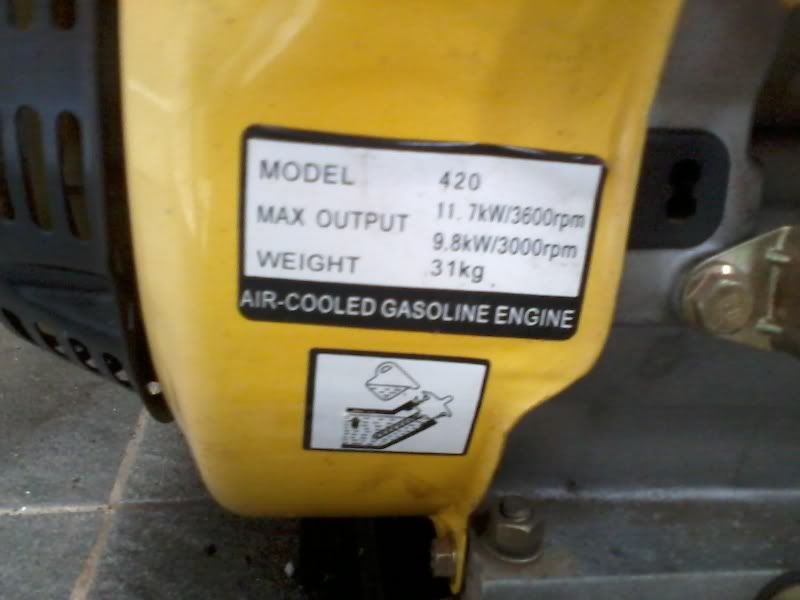 MODEL 420
MAX OUTPUT 11.7kW/3600rpm
9.8kW/3000rpm
WEIGHT 31kg
AIR-COOLED GASOLINE ENGINE